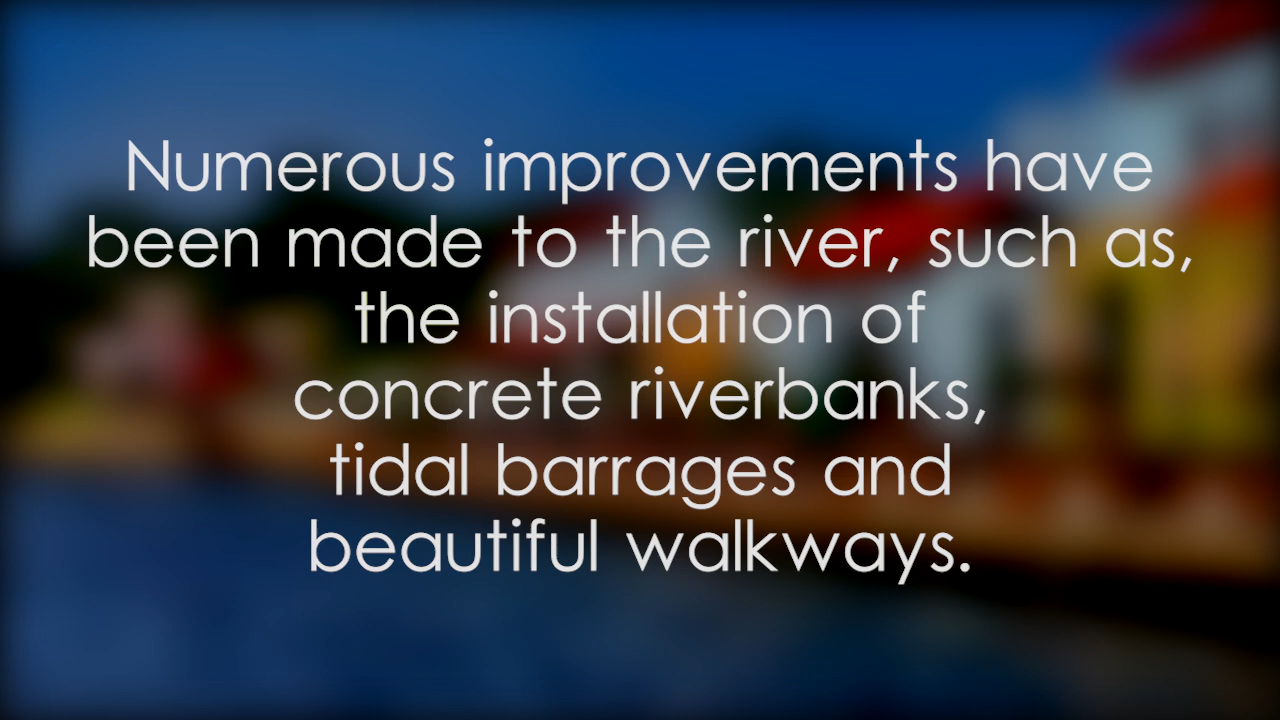 Numerous improvements have
been made to the river, such as,
the installation of
concrete riverbanks,
tidal barrages and
beautiful walkways.